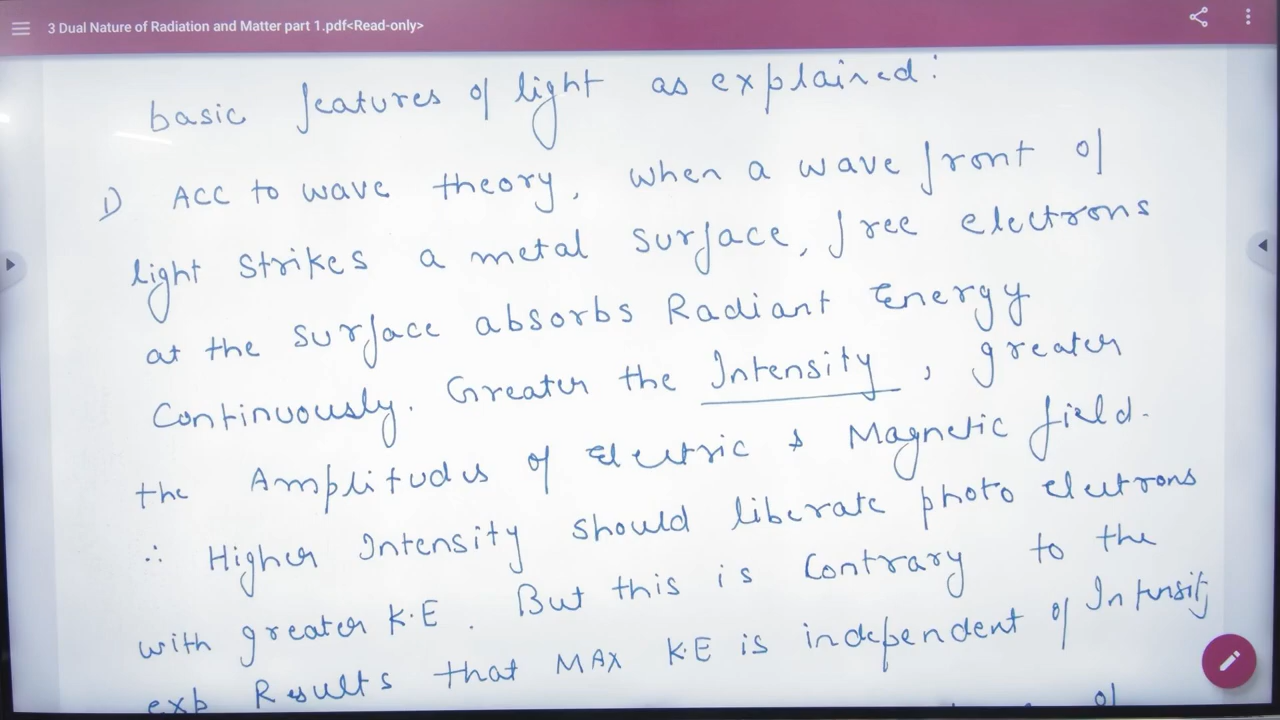 3 Dual Nature of Radiation and Matter part 1.pdf<Read-only>
basic features of light as explained:
1) Acc to wave theory, when a wave front of
light strikes a metal surface, free electrons
at the surface absorbs Radiant Energy
Continuously. Greater the Intensity, greater
the Amplitudes of Electric & Magnetic field.
∴ Higher Intensity should liberate photo electrons
with greater K.E. But this is Contrary to the
exp Results that MAX K.E is independent of Intensity
of